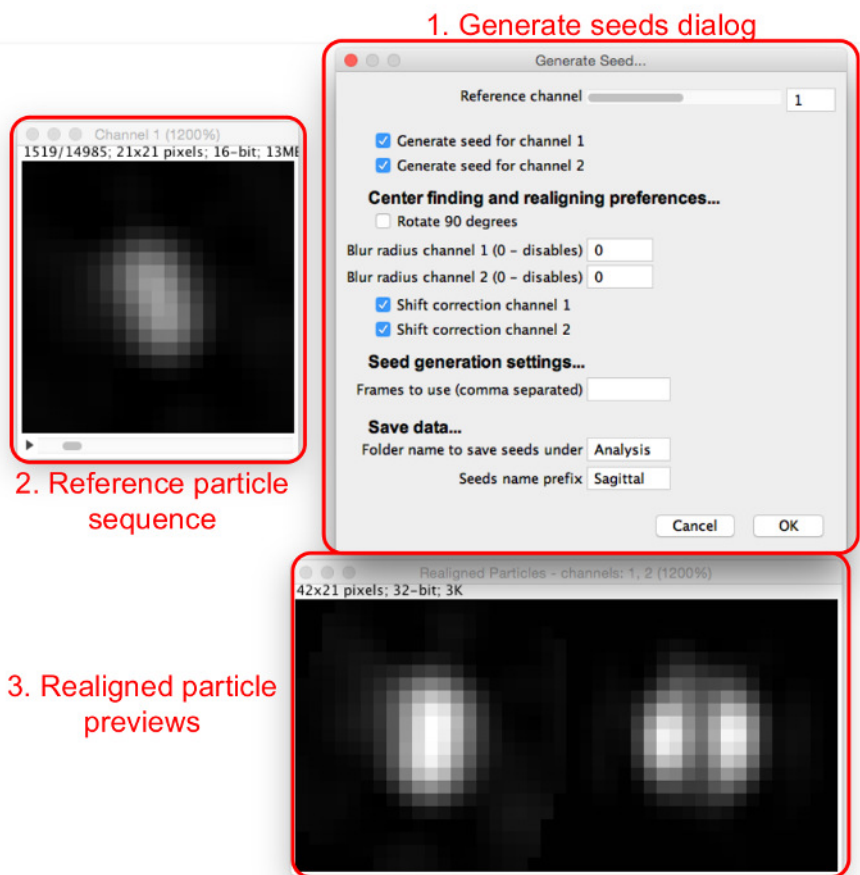 1. Generate seeds dialog
Generate Seed...
Reference channel 1
Generate seed for channel 1
Generate seed for channel 2
Center finding and realigning preferences...
Rotate 90 degrees
Blur radius channel 1 (0 – disables) 0
Blur radius channel 2 (0 – disables) 0
Shift correction channel 1
Shift correction channel 2
Seed generation settings...
Frames to use (comma separated)
Save data...
Folder name to save seeds under Analysis
Seeds name prefix Sagittal
Cancel OK
Channel 1 (1200%)
1519/14985; 21x21 pixels; 16-bit; 13M
2. Reference particle
sequence
Realigned Particles - channels: 1, 2 (1200%)
42x21 pixels; 32-bit; 3K
3. Realigned particle
previews